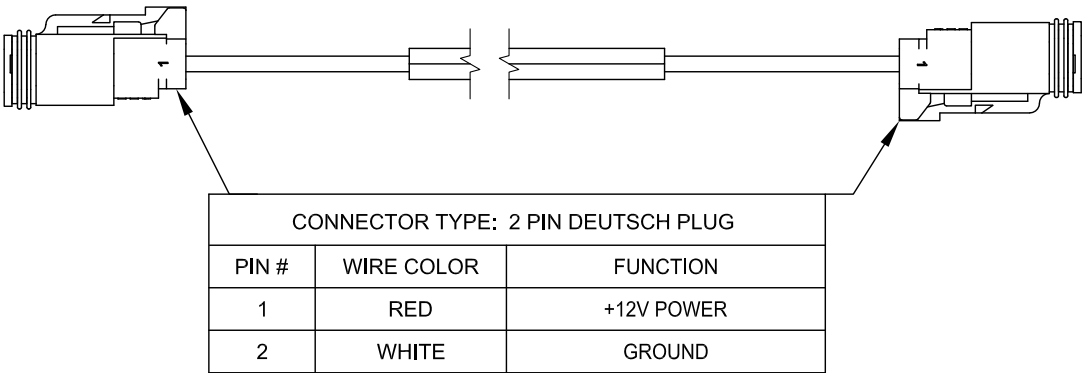 1
1
CONNECTOR TYPE: 2 PIN DEUTSCH PLUG
PIN # WIRE COLOR FUNCTION
1 RED +12V POWER
2 WHITE GROUND